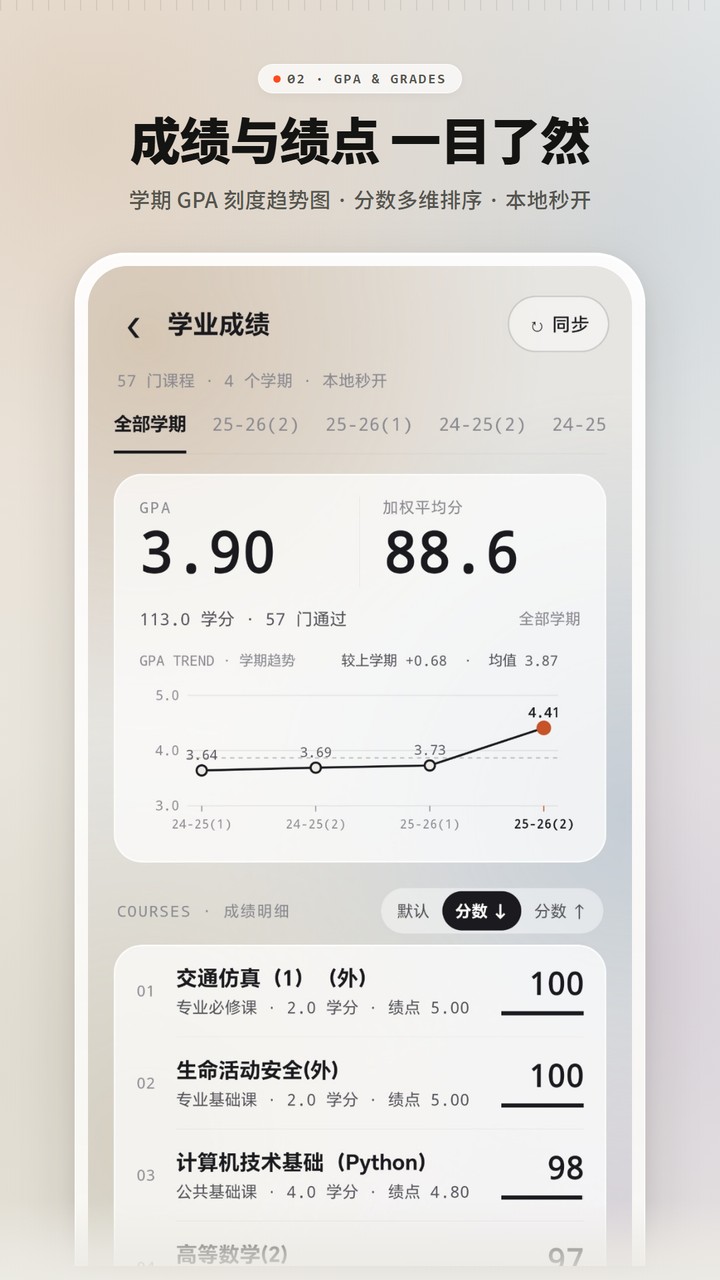 02 · GPA & GRADES
成绩与绩点 一目了然
学期 GPA 刻度趋势图 · 分数多维排序 · 本地秒开
‹ 学业成绩
↻ 同步
57 门课程 · 4 个学期 · 本地秒开
全部学期 25-26(2) 25-26(1) 24-25(2) 24-25
GPA 加权平均分
3.90 88.6
113.0 学分 · 57 门通过 全部学期
GPA TREND · 学期趋势 较上学期 +0.68 · 均值 3.87
5.0
4.41
4.0 3.64 3.69 3.73
3.0
24-25(1) 24-25(2) 25-26(1) 25-26(2)
COURSES · 成绩明细 默认 分数 ↓ 分数 ↑
01 交通仿真（1）（外） 100
专业必修课 · 2.0 学分 · 绩点 5.00
02 生命活动安全(外) 100
专业基础课 · 2.0 学分 · 绩点 5.00
03 计算机技术基础（Python） 98
公共基础课 · 4.0 学分 · 绩点 4.80
高等数学(2) 97